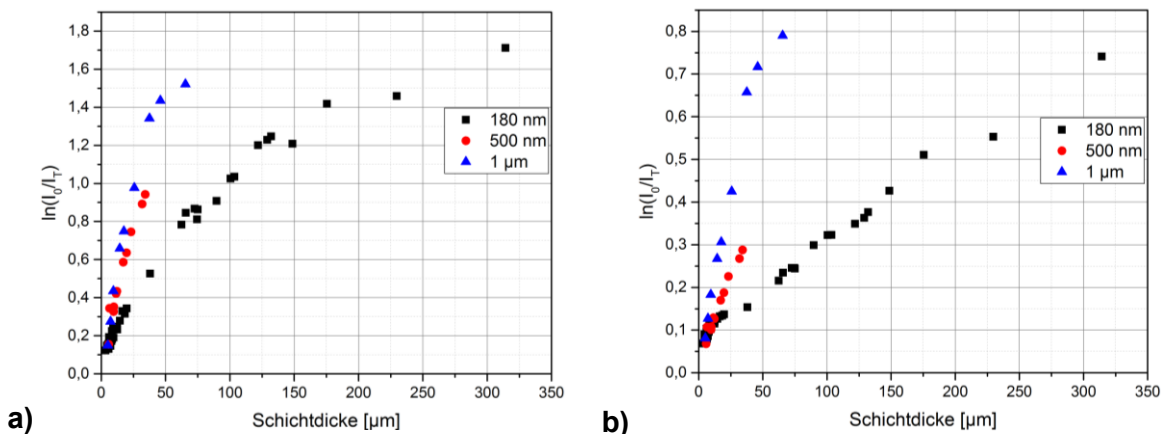 1,8
1,6
1,4
1,2
1,0
0,8
0,6
0,4
0,2
0,0
ln(I₀/I_T)
180 nm
500 nm
1 µm
0 50 100 150 200 250 300 350
Schichtdicke [µm]
a)
0,8
0,7
0,6
0,5
0,4
0,3
0,2
0,1
0,0
ln(I₀/I_T)
180 nm
500 nm
1 µm
0 50 100 150 200 250 300 350
Schichtdicke [µm]
b)